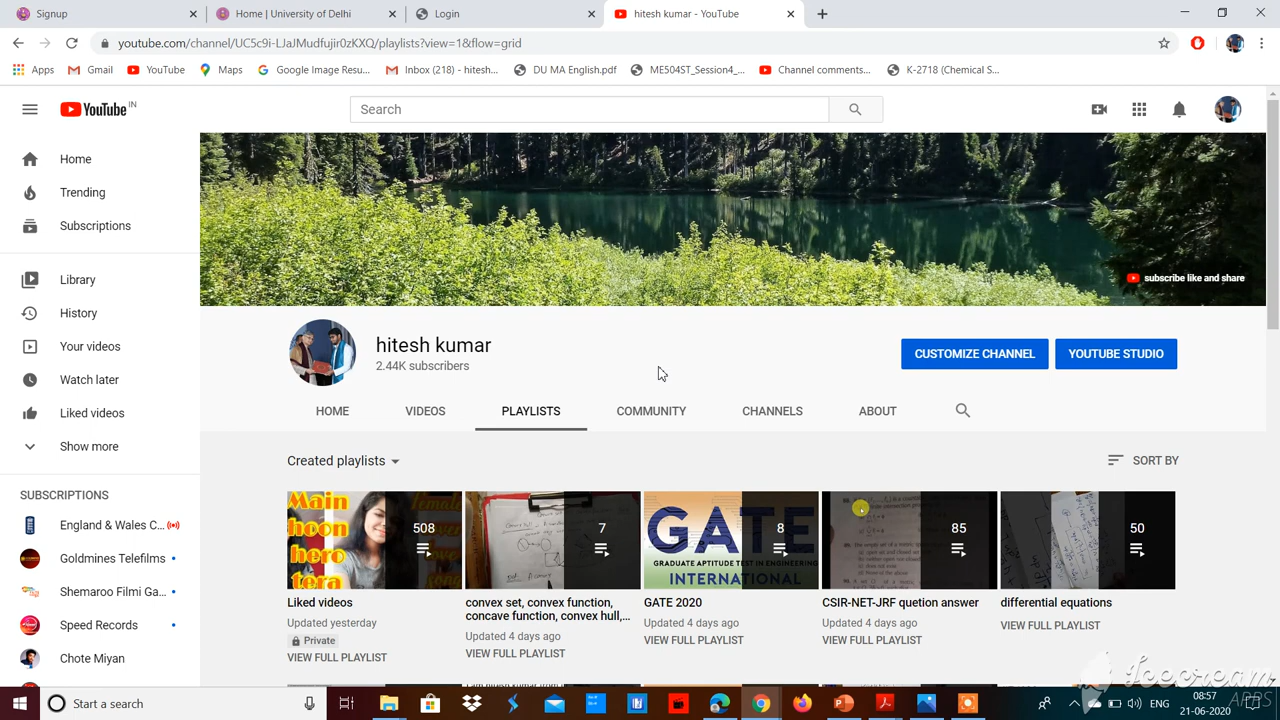 Signup
Home | University of Delhi
Login
hitesh kumar - YouTube
youtube.com/channel/UC5c9i-LJaJMudfujir0zKXQ/playlists?view=1&flow=grid
Apps
Gmail
YouTube
Maps
Google Image Resu...
Inbox (218) - hitesh...
DU MA English.pdf
ME504ST_Session4_...
Channel comments...
K-2718 (Chemical S...
YouTube IN
Search
Home
Trending
Subscriptions
Library
History
Your videos
Watch later
Liked videos
Show more
SUBSCRIPTIONS
England & Wales C...
Goldmines Telefilms
Shemaroo Filmi Ga...
Speed Records
Chote Miyan
subscribe like and share
hitesh kumar
2.44K subscribers
CUSTOMIZE CHANNEL
YOUTUBE STUDIO
HOME
VIDEOS
PLAYLISTS
COMMUNITY
CHANNELS
ABOUT
Created playlists
SORT BY
Main
hoon
hero
tera
508
Liked videos
Updated yesterday
Private
VIEW FULL PLAYLIST
7
convex set, convex function,
concave function, convex hull,...
Updated 4 days ago
VIEW FULL PLAYLIST
GATE
GRADUATE APTITUDE TEST IN ENGINEERING
INTERNATIONAL
8
GATE 2020
Updated 4 days ago
VIEW FULL PLAYLIST
85
CSIR-NET-JRF quetion answer
Updated 4 days ago
VIEW FULL PLAYLIST
50
differential equations
VIEW FULL PLAYLIST
Icecream
APPS
Start a search
ENG
08:57
21-06-2020